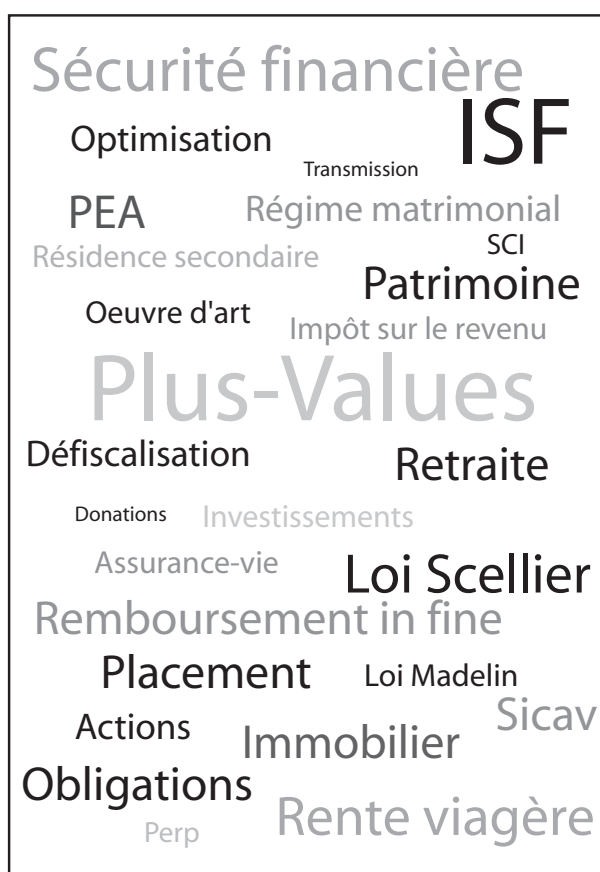 Sécurité financière
ISF
Optimisation
Transmission
PEA
Régime matrimonial
SCI
Résidence secondaire
Patrimoine
Oeuvre d'art
Impôt sur le revenu
Plus-Values
Défiscalisation
Retraite
Donations
Investissements
Assurance-vie
Loi Scellier
Remboursement in fine
Placement
Loi Madelin
Sicav
Actions
Immobilier
Obligations
Rente viagère
Perp